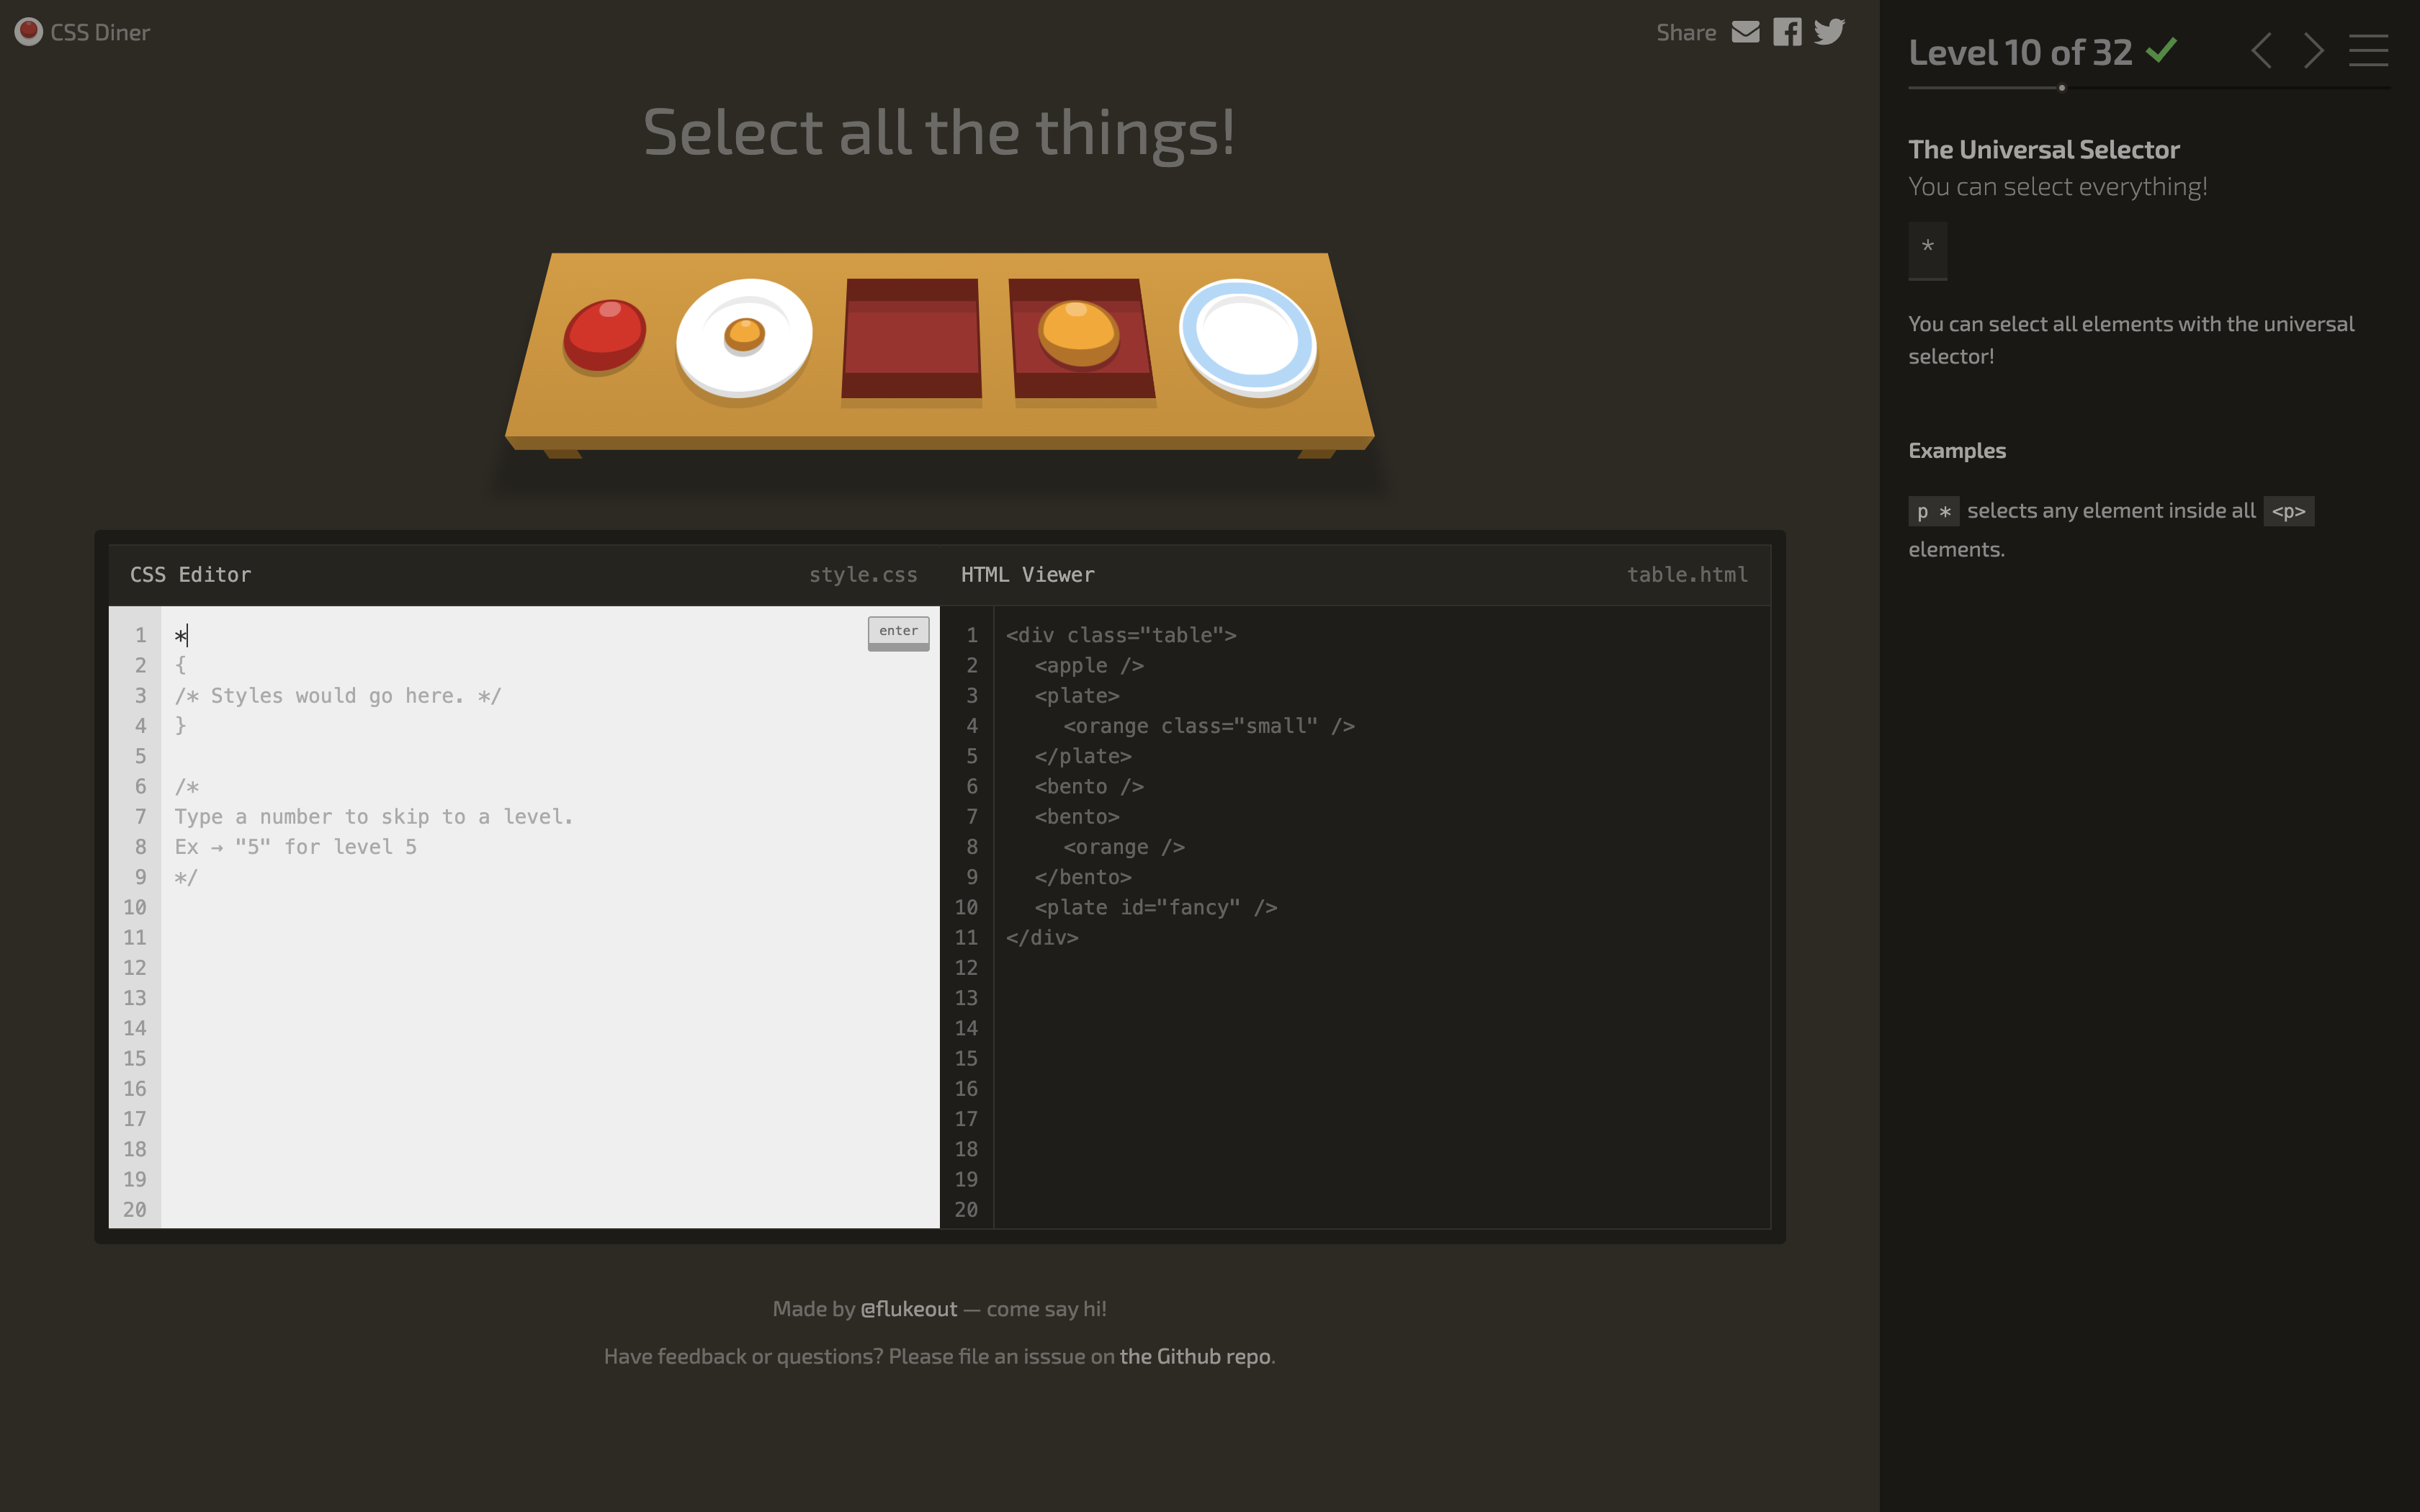 CSS Diner
Share
Select all the things!
CSS Editor
style.css
1 *
enter
2 {
3 /* Styles would go here. */
4 }
5
6 /*
7 Type a number to skip to a level.
8 Ex → "5" for level 5
9 */
10
11
12
13
14
15
16
17
18
19
20
HTML Viewer
table.html
1 <div class="table">
2 <apple />
3 <plate>
4 <orange class="small" />
5 </plate>
6 <bento />
7 <bento>
8 <orange />
9 </bento>
10 <plate id="fancy" />
11 </div>
12
13
14
15
16
17
18
19
20
Made by @flukeout — come say hi!
Have feedback or questions? Please file an isssue on the Github repo.
Level 10 of 32
The Universal Selector
You can select everything!
*
You can select all elements with the universal
selector!
Examples
p * selects any element inside all <p>
elements.